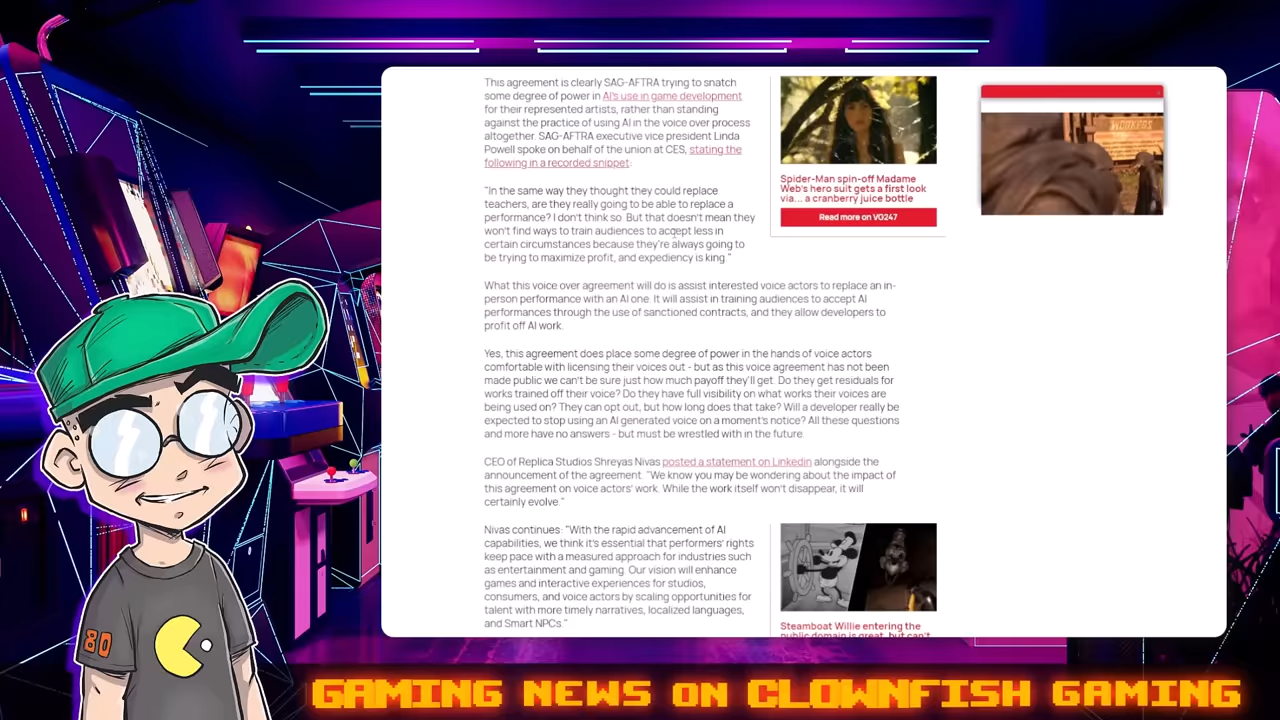 This agreement is clearly SAG-AFTRA trying to snatch
some degree of power in AI's use in game development
for their represented artists, rather than standing
against the practice of using AI in the voice over process
altogether. SAG-AFTRA executive vice president Linda
Powell spoke on behalf of the union at CES, stating the
following in a recorded snippet:
"In the same way they thought they could replace
teachers, are they really going to be able to replace a
performance? I don't think so. But that doesn't mean they
won't find ways to train audiences to accept less in
certain circumstances because they're always going to
be trying to maximize profit, and expediency is king."
Spider-Man spin-off Madame
Web's hero suit gets a first look
via... a cranberry juice bottle
Read more on VG247
WORKERS
What this voice over agreement will do is assist interested voice actors to replace an in-
person performance with an AI one. It will assist in training audiences to accept AI
performances through the use of sanctioned contracts, and they allow developers to
profit off AI work.
Yes, this agreement does place some degree of power in the hands of voice actors
comfortable with licensing their voices out - but as this voice agreement has not been
made public we can't be sure just how much payoff they'll get. Do they get residuals for
works trained off their voice? Do they have full visibility on what works their voices are
being used on? They can opt out, but how long does that take? Will a developer really be
expected to stop using an AI generated voice on a moment's notice? All these questions
and more have no answers - but must be wrestled with in the future.
CEO of Replica Studios Shreyas Nivas posted a statement on Linkedin alongside the
announcement of the agreement. "We know you may be wondering about the impact of
this agreement on voice actors' work. While the work itself won't disappear, it will
certainly evolve."
Nivas continues: "With the rapid advancement of AI
capabilities, we think it's essential that performers' rights
keep pace with a measured approach for industries such
as entertainment and gaming. Our vision will enhance
games and interactive experiences for studios,
consumers, and voice actors by scaling opportunities for
talent with more timely narratives, localized languages,
and Smart NPCs."
Steamboat Willie entering the
public domain is great, but can't
80
GAMING NEWS ON CLOWNFISH GAMING